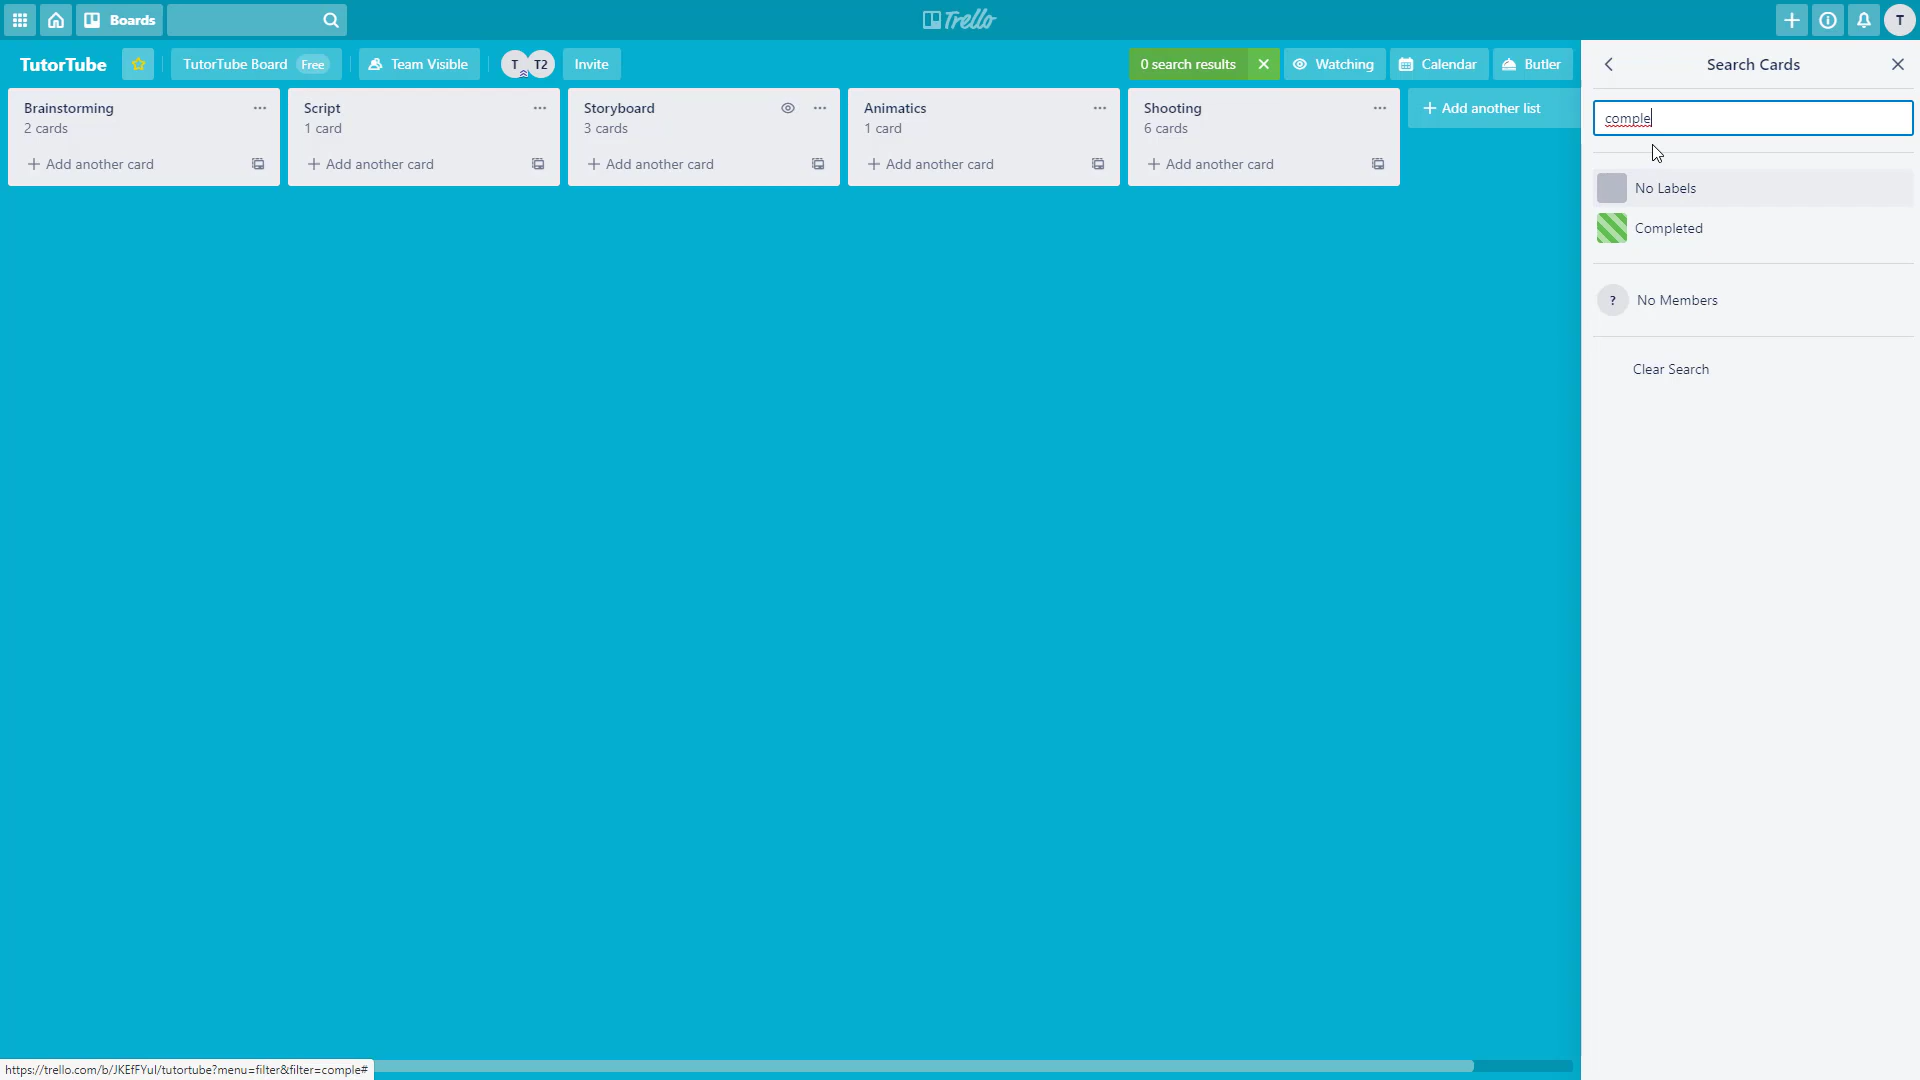 Boards
Trello
TutorTube
TutorTube Board Free
Team Visible
T T2
Invite
0 search results
Watching
Calendar
Butler
T
Search Cards
comple
No Labels
Completed
? No Members
Clear Search
Brainstorming
2 cards
Add another card
Script
1 card
Add another card
Storyboard
3 cards
Add another card
Animatics
1 card
Add another card
Shooting
6 cards
Add another card
Add another list
https://trello.com/b/JKEfFYuI/tutortube?menu=filter&filter=comple#